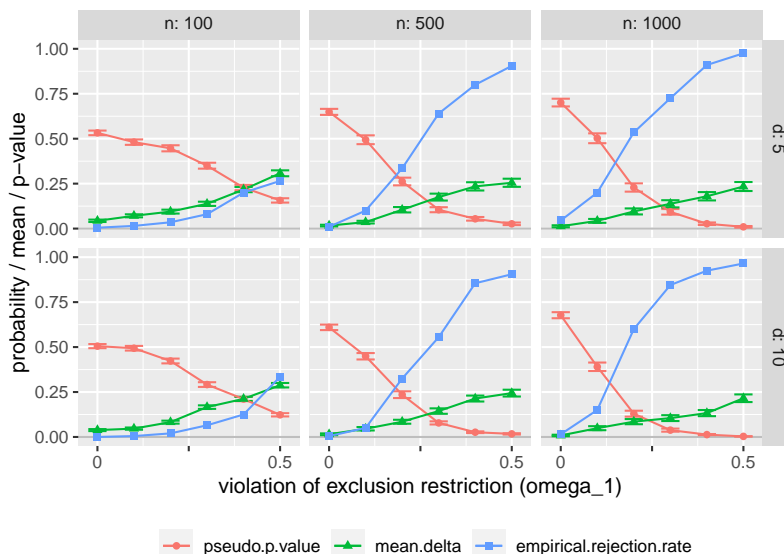 n: 100
n: 500
n: 1000
1.00
0.75
0.50
0.25
0.00
d: 5
1.00
0.75
0.50
0.25
0.00
d: 10
probability / mean / p−value
0
0.5
0
0.5
0
0.5
violation of exclusion restriction (omega_1)
pseudo.p.value
mean.delta
empirical.rejection.rate